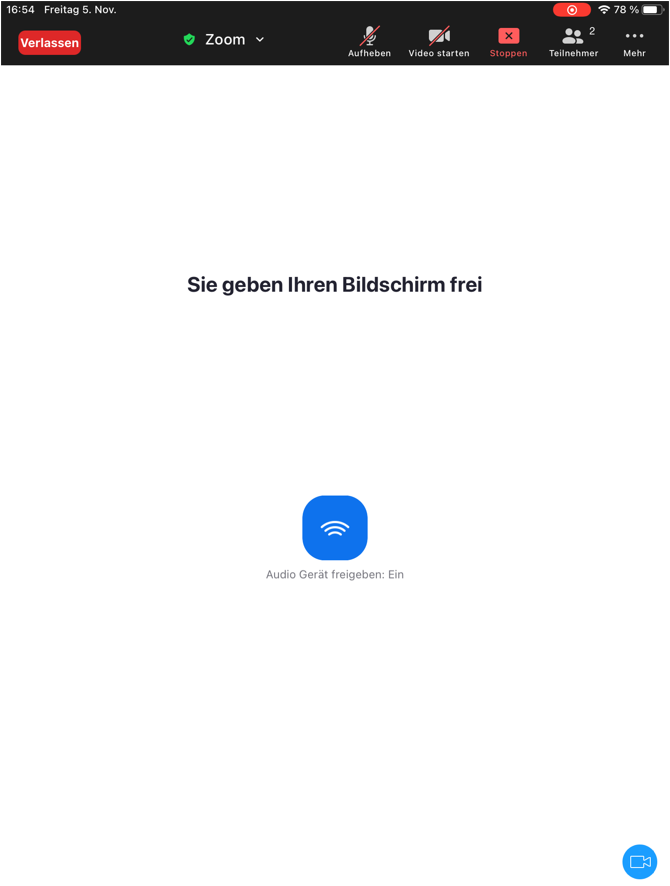 16:54 Freitag 5. Nov. 78 %
Verlassen Zoom Aufheben Video starten Stoppen Teilnehmer 2 Mehr
Sie geben Ihren Bildschirm frei
Audio Gerät freigeben: Ein